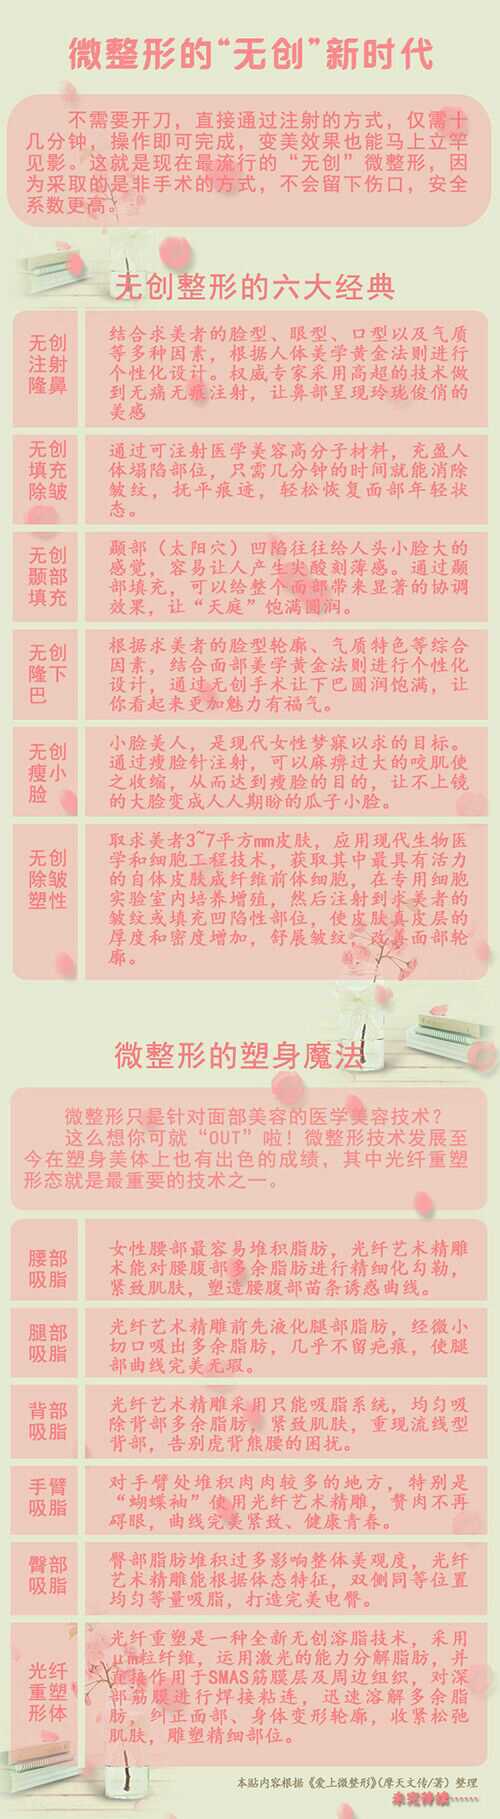 微整形的“无创”新时代
不需要开刀，直接通过注射的方式，仅需十
几分钟，操作即可完成，变美效果也能马上立竿
见影。这就是现在最流行的“无创”微整形，因
为采取的是非手术的方式，不会留下伤口，安全
系数更高。
无创整形的六大经典
无创
注射
隆鼻
结合求美者的脸型、眼型、口型以及气质
等多种因素，根据人体美学黄金法则进行
个性化设计。权威专家采用高超的技术做
到无痛无痕注射，让鼻部呈现玲珑俊俏的
美感
无创
填充
除皱
通过可注射医学美容高分子材料，充盈人
体塌陷部位，只需几分钟的时间就能消除
皱纹，抚平痕迹，轻松恢复面部年轻状
态。
无创
颞部
填充
颞部（太阳穴）凹陷往往给人头小脸大的
感觉，容易让人产生尖酸刻薄感。通过颞
部填充，可以给整个面部带来显著的协调
效果，让“天庭”饱满圆润。
无创
隆下
巴
根据求美者的脸型轮廓、气质特色等综合
因素，结合面部美学黄金法则进行个性化
设计，通过无创手术让下巴圆润饱满，让
你看起来更加魅力有福气。
无创
瘦小
脸
小脸美人，是现代女性梦寐以求的目标。
通过瘦脸针注射，可以麻痹过大的咬肌使
之收缩，从而达到瘦脸的目的，让不上镜
的大脸变成人人期盼的瓜子小脸。
无创
除皱
塑性
取求美者3~7平方mm皮肤，应用现代生物医
学和细胞工程技术，获取其中最具有活力
的自体皮肤成纤维前体细胞，在专用细胞
实验室内培养增殖，然后注射到求美者的
皱纹或填充凹陷性部位，使皮肤真皮层的
厚度和密度增加，舒展皱纹，改善面部轮
廓。
微整形的塑身魔法
微整形只是针对面部美容的医学美容技术？
这么想你可就“OUT”啦！微整形技术发展至
今在塑身美体上也有出色的成绩，其中光纤重塑
形态就是最重要的技术之一。
腰部
吸脂
女性腰部最容易堆积脂肪，光纤艺术精雕
术能对腰腹部多余脂肪进行精细化勾勒，
紧致肌肤，塑造腰腹部苗条诱惑曲线。
腿部
吸脂
光纤艺术精雕前先液化腿部脂肪，经微小
切口吸出多余脂肪，几乎不留疤痕，使腿
部曲线完美无瑕。
背部
吸脂
光纤艺术精雕采用只能吸脂系统，均匀吸
除背部多余脂肪，紧致肌肤，重现流线型
背部，告别虎背熊腰的困扰。
手臂
吸脂
对手臂处堆积肉肉较多的地方，特别是
“蝴蝶袖”使用光纤艺术精雕，赘肉不再
碍眼，曲线完美紧致、健康青春。
臀部
吸脂
臀部脂肪堆积过多影响整体美观度，光纤
艺术精雕能根据体态特征，双侧同等位置
均匀等量吸脂，打造完美电臀。
光纤
重塑
形体
光纤重塑是一种全新无创溶脂技术，采用
μm粒纤维，运用激光的能力分解脂肪，并
直接作用于SMAS筋膜层及周边组织，对深
部筋膜进行焊接粘连，迅速溶解多余脂
肪，纠正面部、身体变形轮廓，收紧松弛
肌肤，雕塑精细部位。
本贴内容根据《爱上微整形》（摩天文传/著）整理
未完待续……